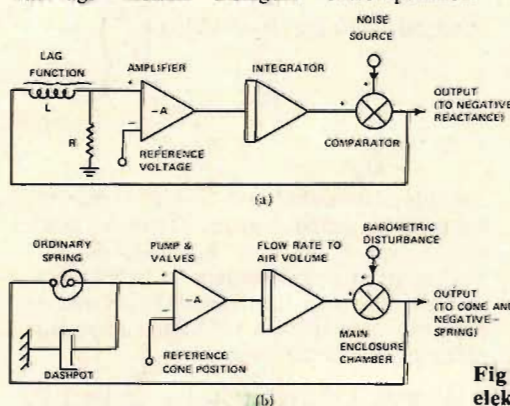 NOISE
SOURCE
LAG
FUNCTION
AMPLIFIER
INTEGRATOR
L
+
-A
+
OUTPUT
(TO NEGATIVE
REACTANCE)
R
-
REFERENCE
VOLTAGE
COMPARATOR
(a)
ORDINARY
SPRING
PUMP &
VALVES
FLOW RATE TO
AIR VOLUME
BAROMETRIC
DISTURBANCE
+
-A
+
OUTPUT
(TO CONE AND
NEGATIVE-
SPRING)
-
REFERENCE
CONE POSITION
MAIN
ENCLOSURE
CHAMBER
DASHPOT
(b)
Fig
elek